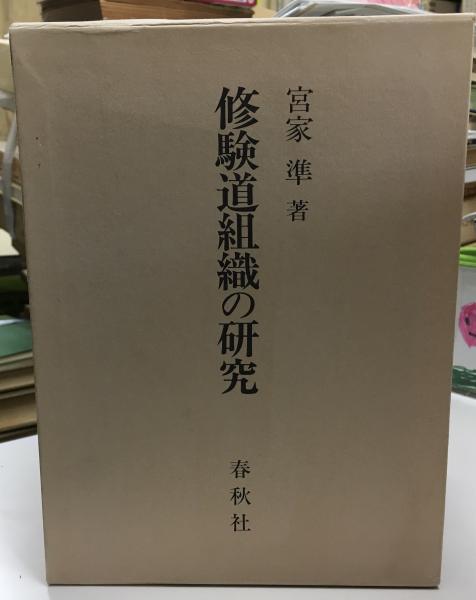 宮家 準 著
修験道組織の研究
春秋社